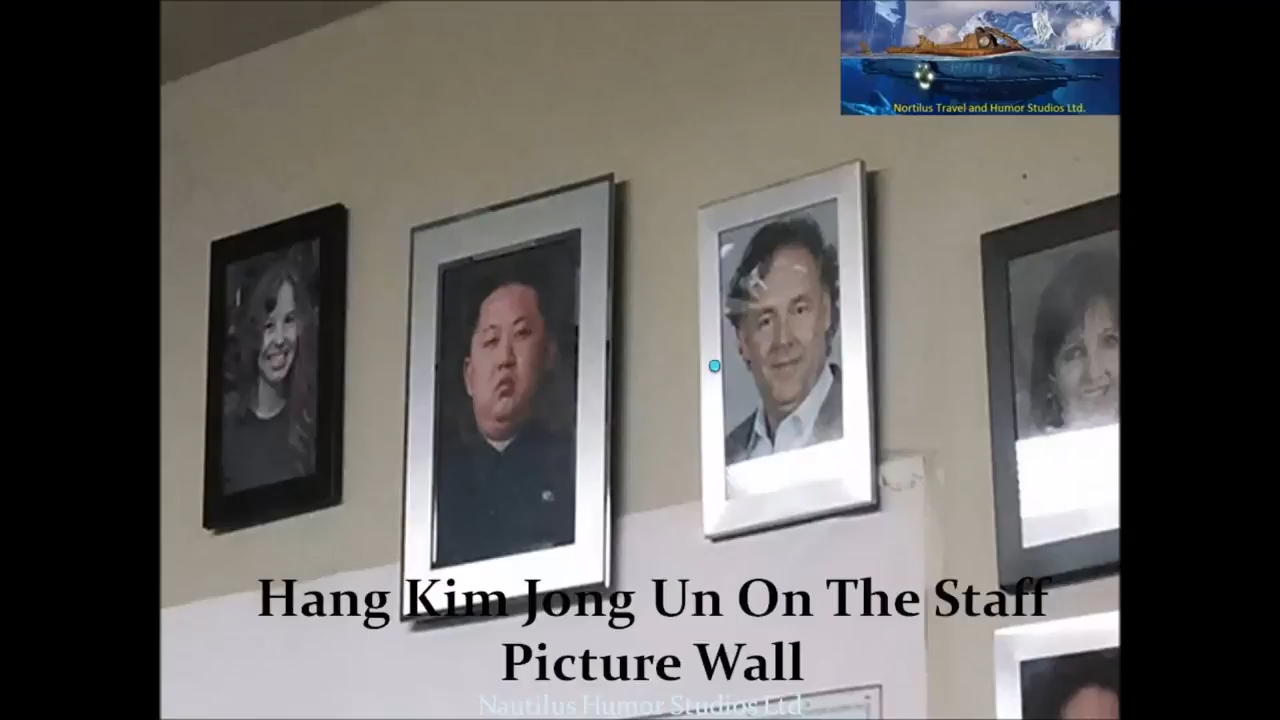 Nortilus Travel and Humor Studios Ltd.
Hang Kim Jong Un On The Staff
Picture Wall
Nautilus Humor Studios Ltd